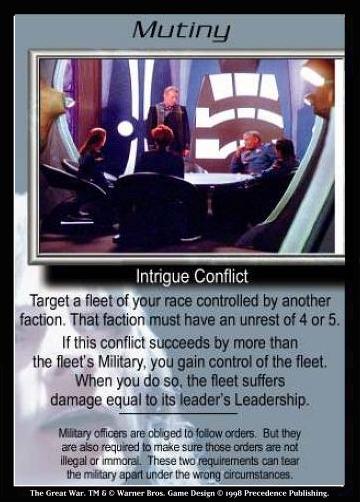 Mutiny
Intrigue Conflict
Target a fleet of your race controlled by another
faction. That faction must have an unrest of 4 or 5.
If this conflict succeeds by more than
the fleet's Military, you gain control of the fleet.
When you do so, the fleet suffers
damage equal to its leader's Leadership.
Military officers are obliged to follow orders. But they
are also required to make sure those orders are not
illegal or immoral. These two requirements can tear
the military apart under the wrong circumstances.
The Great War. TM & © Warner Bros. Game Design © 1998 Precedence Publishing.